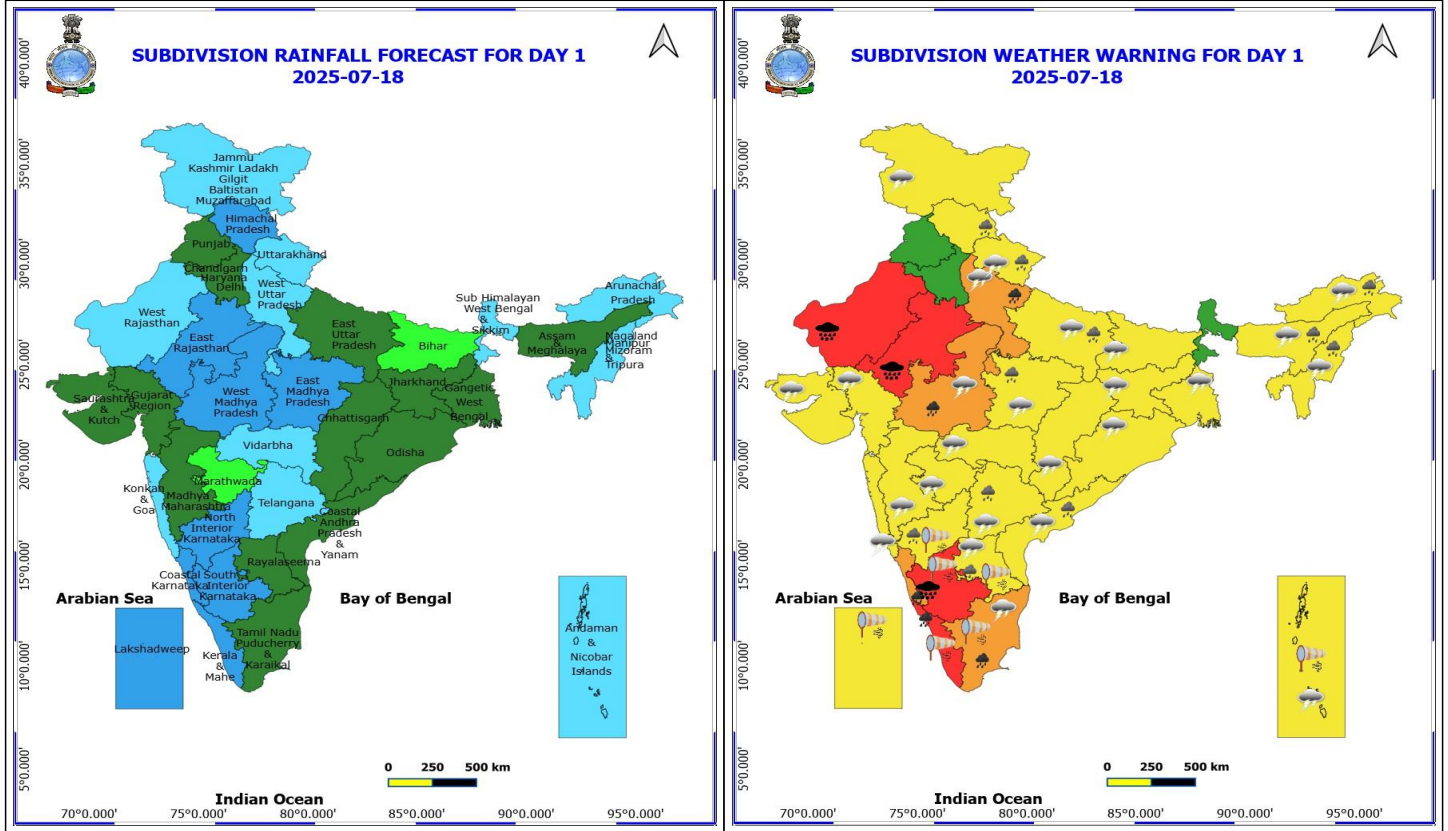 SUBDIVISION RAINFALL FORECAST FOR DAY 1
2025-07-18
40°0.000'
35°0.000'
30°0.000'
25°0.000'
20°0.000'
15°0.000'
10°0.000'
5°0.000'
Jammu
Kashmir Ladakh
Gilgit
Baltistan
Muzaffarabad
Himachal
Pradesh
Punjab
Uttarakhand
Chandigarh
Haryana
Delhi
West
Uttar
Pradesh
Arunachal
Pradesh
Sub Himalayan
West Bengal
&
Sikkim
West
Rajasthan
East
Rajasthan
East
Uttar
Pradesh
Bihar
Assam
&
Meghalaya
Nagaland
Manipur
Mizoram
&
Tripura
Saurashtra
&
Kutch
Gujarat
Region
West
Madhya
Pradesh
East
Madhya
Pradesh
Jharkhand
Gangetic
West
Bengal
Chhattisgarh
Vidarbha
Odisha
Konkan
&
Goa
Marathwada
Madhya
Maharashtra
Telangana
North
Interior
Karnataka
Coastal
Andhra
Pradesh
&
Yanam
Rayalaseema
Coastal
Karnataka
South
Interior
Karnataka
Arabian Sea
Bay of Bengal
Lakshadweep
Tamil Nadu
Puducherry
&
Karaikal
Kerala
&
Mahe
Andaman
&
Nicobar
Islands
0 250 500 km
Indian Ocean
70°0.000' 75°0.000' 80°0.000' 85°0.000' 90°0.000' 95°0.000'
SUBDIVISION WEATHER WARNING FOR DAY 1
2025-07-18
40°0.000'
35°0.000'
30°0.000'
25°0.000'
20°0.000'
15°0.000'
10°0.000'
5°0.000'
Arabian Sea
Bay of Bengal
0 250 500 km
Indian Ocean
70°0.000' 75°0.000' 80°0.000' 85°0.000' 90°0.000' 95°0.000'